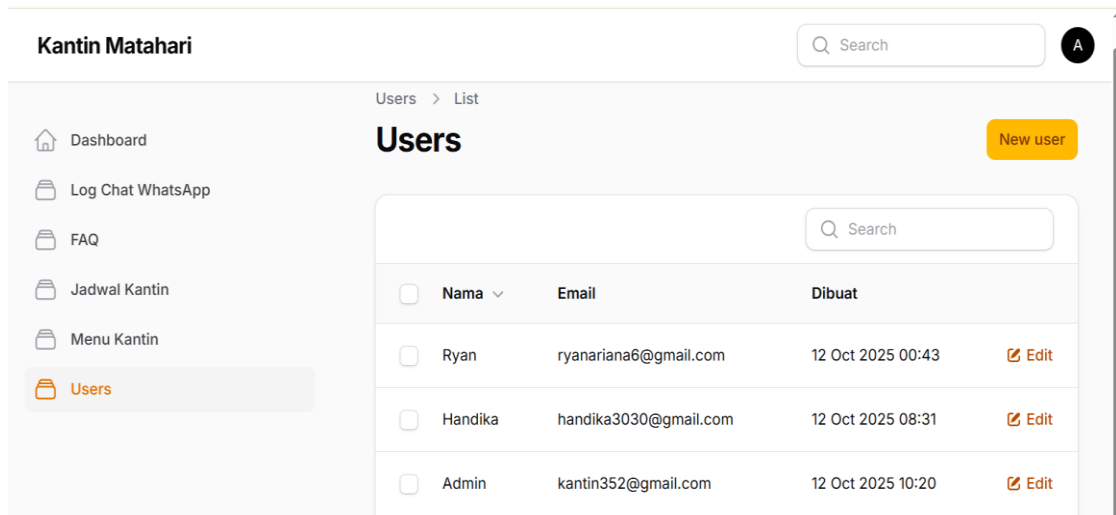 Kantin Matahari
Search
A
Dashboard
Log Chat WhatsApp
FAQ
Jadwal Kantin
Menu Kantin
Users
Users > List
Users
New user
Search
Nama Email Dibuat
Ryan ryanariana6@gmail.com 12 Oct 2025 00:43 Edit
Handika handika3030@gmail.com 12 Oct 2025 08:31 Edit
Admin kantin352@gmail.com 12 Oct 2025 10:20 Edit